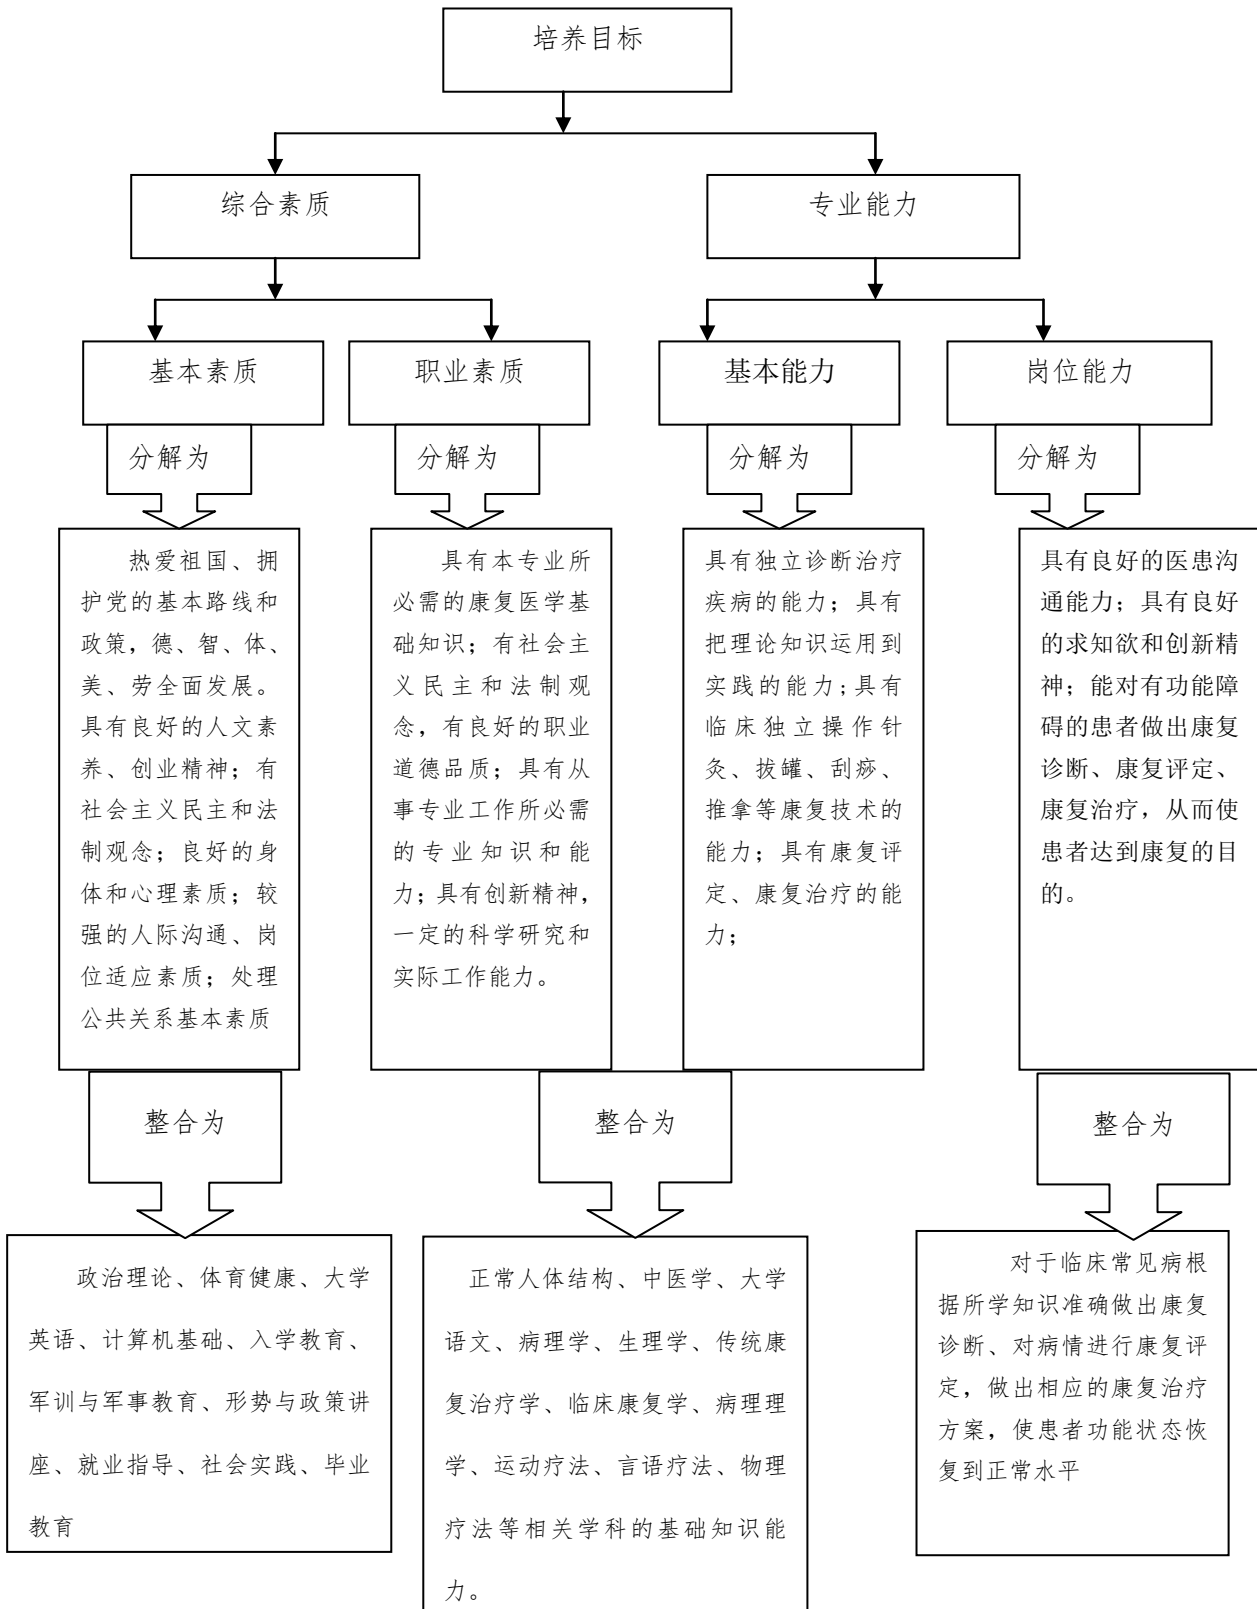 培养目标
综合素质
专业能力
基本素质
职业素质
基本能力
岗位能力
分解为
分解为
分解为
分解为
热爱祖国、拥
护党的基本路线和
政策，德、智、体、
美、劳全面发展。
具有良好的人文素
养、创业精神；有
社会主义民主和法
制观念；良好的身
体和心理素质；较
强的人际沟通、岗
位适应素质；处理
公共关系基本素质
具有本专业所
必需的康复医学基
础知识；有社会主
义民主和法制观
念，有良好的职业
道德品质；具有从
事专业工作所必需
的专业知识和能
力；具有创新精神，
一定的科学研究和
实际工作能力。
具有独立诊断治疗
疾病的能力；具有
把理论知识运用到
实践的能力；具有
临床独立操作针
灸、拔罐、刮痧、
推拿等康复技术的
能力；具有康复评
定、康复治疗的能
力；
具有良好的医患沟
通能力；具有良好
的求知欲和创新精
神；能对有功能障
碍的患者做出康复
诊断、康复评定、
康复治疗，从而使
患者达到康复的目
的。
整合为
整合为
整合为
政治理论、体育健康、大学
英语、计算机基础、入学教育、
军训与军事教育、形势与政策讲
座、就业指导、社会实践、毕业
教育
正常人体结构、中医学、大学
语文、病理学、生理学、传统康
复治疗学、临床康复学、病理理
学、运动疗法、言语疗法、物理
疗法等相关学科的基础知识能
力。
对于临床常见病根
据所学知识准确做出康复
诊断、对病情进行康复评
定，做出相应的康复治疗
方案，使患者功能状态恢
复到正常水平